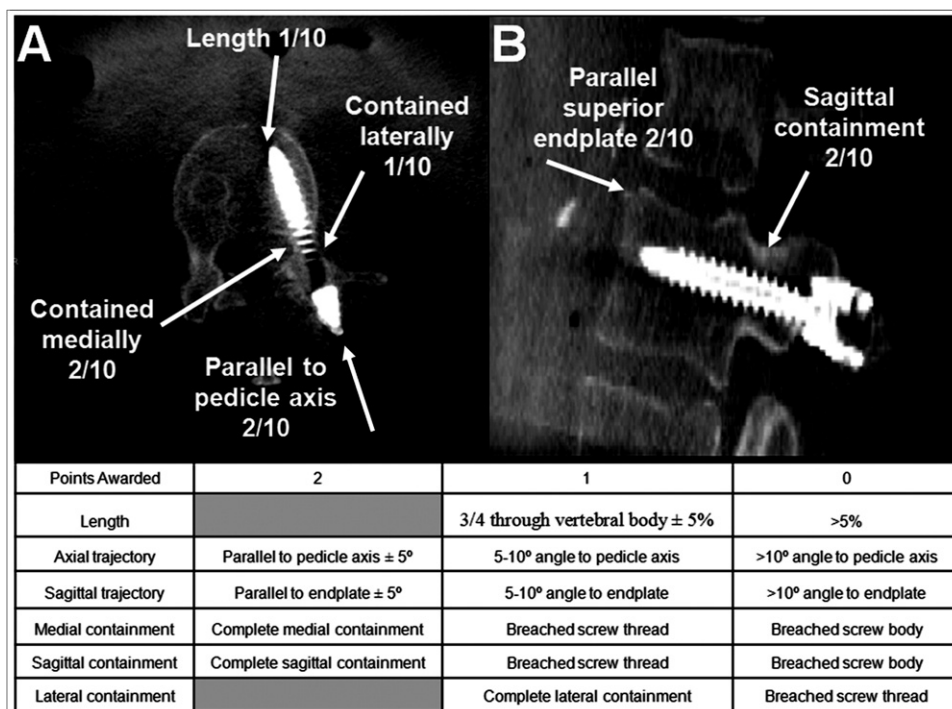 A
Length 1/10
Contained
laterally
1/10
Contained
medially
2/10
Parallel to
pedicle axis
2/10
B
Parallel
superior
endplate 2/10
Sagittal
containment
2/10
Points Awarded 2 1 0
Length 3/4 through vertebral body ± 5% >5%
Axial trajectory Parallel to pedicle axis ± 5º 5-10º angle to pedicle axis >10º angle to pedicle axis
Sagittal trajectory Parallel to endplate ± 5º 5-10º angle to endplate >10º angle to endplate
Medial containment Complete medial containment Breached screw thread Breached screw body
Sagittal containment Complete sagittal containment Breached screw thread Breached screw body
Lateral containment Complete lateral containment Breached screw thread